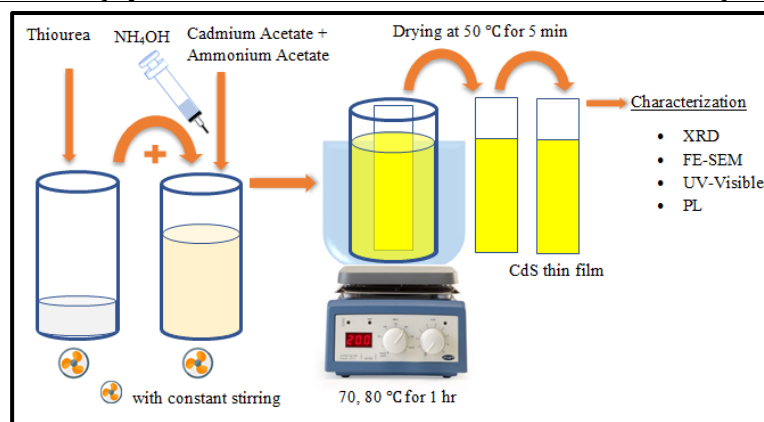 Thiourea
NH₄OH
Cadmium Acetate +
Ammonium Acetate
Drying at 50 °C for 5 min
+
Characterization
• XRD
• FE-SEM
• UV-Visible
• PL
CdS thin film
200
with constant stirring
70, 80 °C for 1 hr